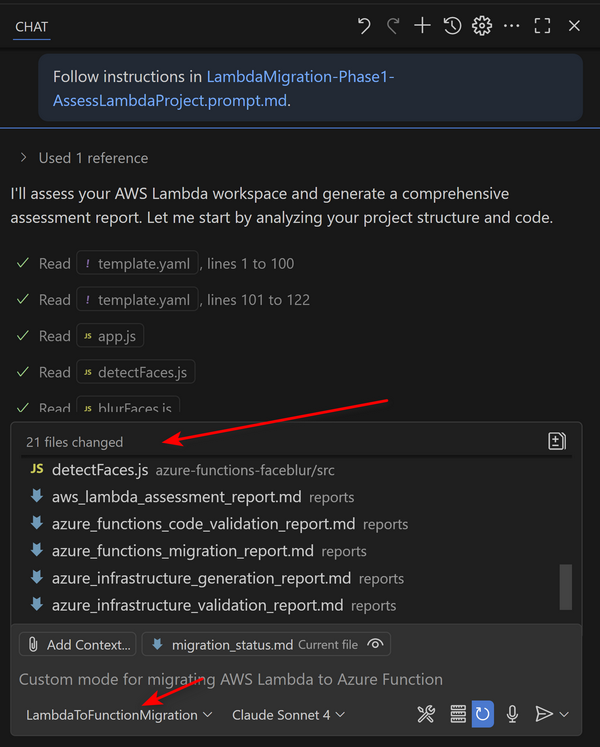 CHAT
Follow instructions in LambdaMigration-Phase1-
AssessLambdaProject.prompt.md.
Used 1 reference
I'll assess your AWS Lambda workspace and generate a comprehensive
assessment report. Let me start by analyzing your project structure and code.
Read ! template.yaml , lines 1 to 100
Read ! template.yaml , lines 101 to 122
Read JS app.js
Read JS detectFaces.js
Read JS blurFaces.js
21 files changed
JS detectFaces.js azure-functions-faceblur/src
aws_lambda_assessment_report.md reports
azure_functions_code_validation_report.md reports
azure_functions_migration_report.md reports
azure_infrastructure_generation_report.md reports
azure_infrastructure_validation_report.md reports
Add Context... migration_status.md Current file
Custom mode for migrating AWS Lambda to Azure Function
LambdaToFunctionMigration Claude Sonnet 4